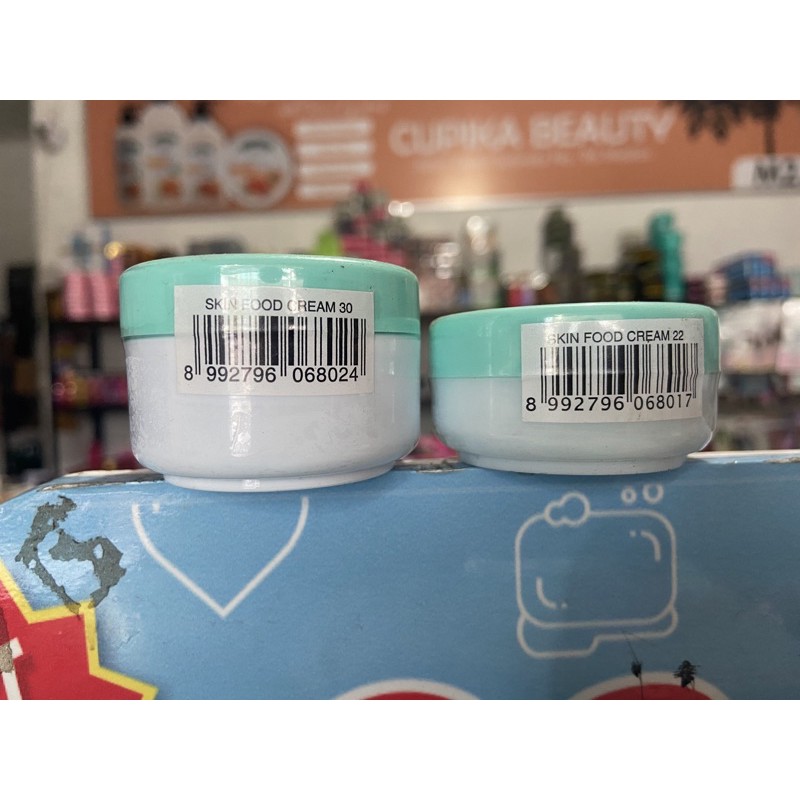 CUPIKA BEAUTY
SKIN FOOD CREAM 30
8 992796 068024
SKIN FOOD CREAM 22
8 992796 068017